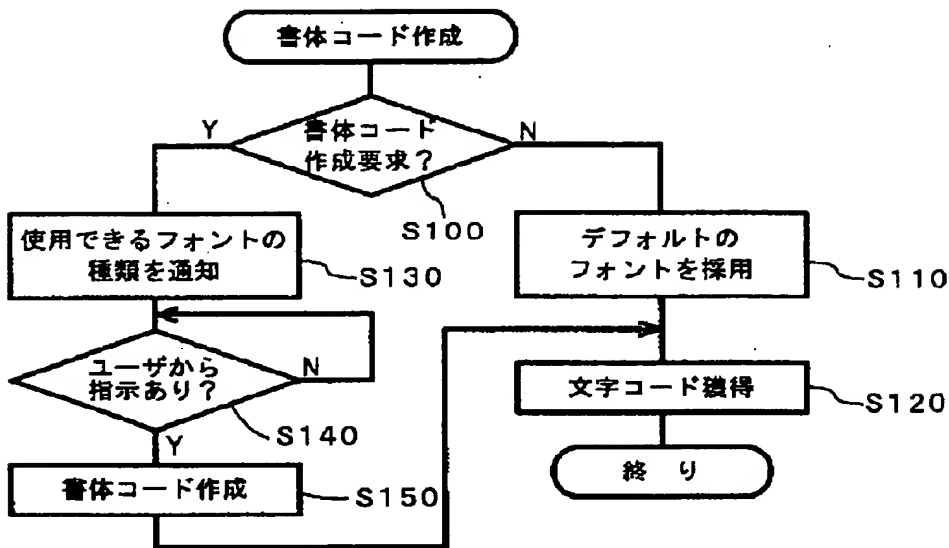 書体コード作成
書体コード
作成要求？
Y
N
S100
使用できるフォントの
種類を通知
S130
デフォルトの
フォントを採用
S110
ユーザから
指示あり？
N
Y
S140
文字コード獲得
S120
書体コード作成
S150
終り